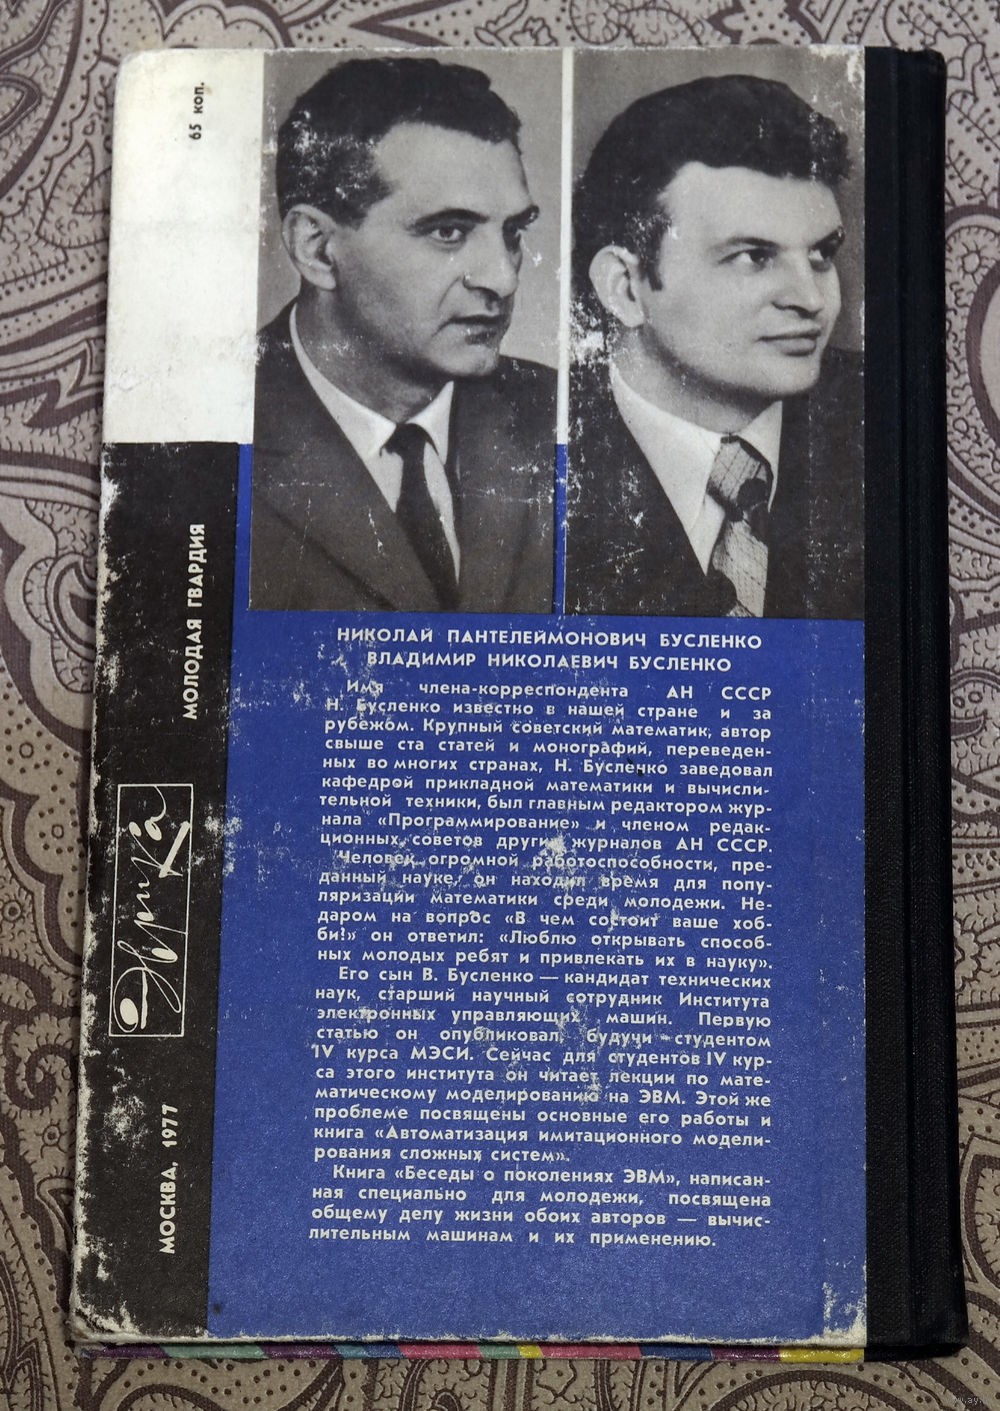 65 коп.
МОЛОДАЯ ГВАРДИЯ
Эврика
МОСКВА, 1977
НИКОЛАЙ ПАНТЕЛЕЙМОНОВИЧ БУСЛЕНКО
ВЛАДИМИР НИКОЛАЕВИЧ БУСЛЕНКО
Имя члена-корреспондента АН СССР
Н. Бусленко известно в нашей стране и за
рубежом. Крупный советский математик, автор
свыше ста статей и монографий, переведен-
ных во многих странах, Н. Бусленко заведовал
кафедрой прикладной математики и вычисли-
тельной техники, был главным редактором жур-
нала «Программирование» и членом редак-
ционных советов других журналов АН СССР.
Человек огромной работоспособности, пре-
данный науке, он находил время для попу-
ляризации математики среди молодежи. Не-
даром на вопрос «В чем состоит ваше хоб-
би?» он ответил: «Люблю открывать способ-
ных молодых ребят и привлекать их в науку».
Его сын В. Бусленко — кандидат технических
наук, старший научный сотрудник Института
электронных управляющих машин. Первую
статью он опубликовал, будучи студентом
IV курса МЭСИ. Сейчас для студентов IV кур-
са этого института он читает лекции по мате-
матическому моделированию на ЭВМ. Этой же
проблеме посвящены основные его работы и
книга «Автоматизация имитационного модели-
рования сложных систем».
Книга «Беседы о поколениях ЭВМ», написан-
ная специально для молодежи, посвящена
общему делу жизни обоих авторов — вычис-
лительным машинам и их применению.